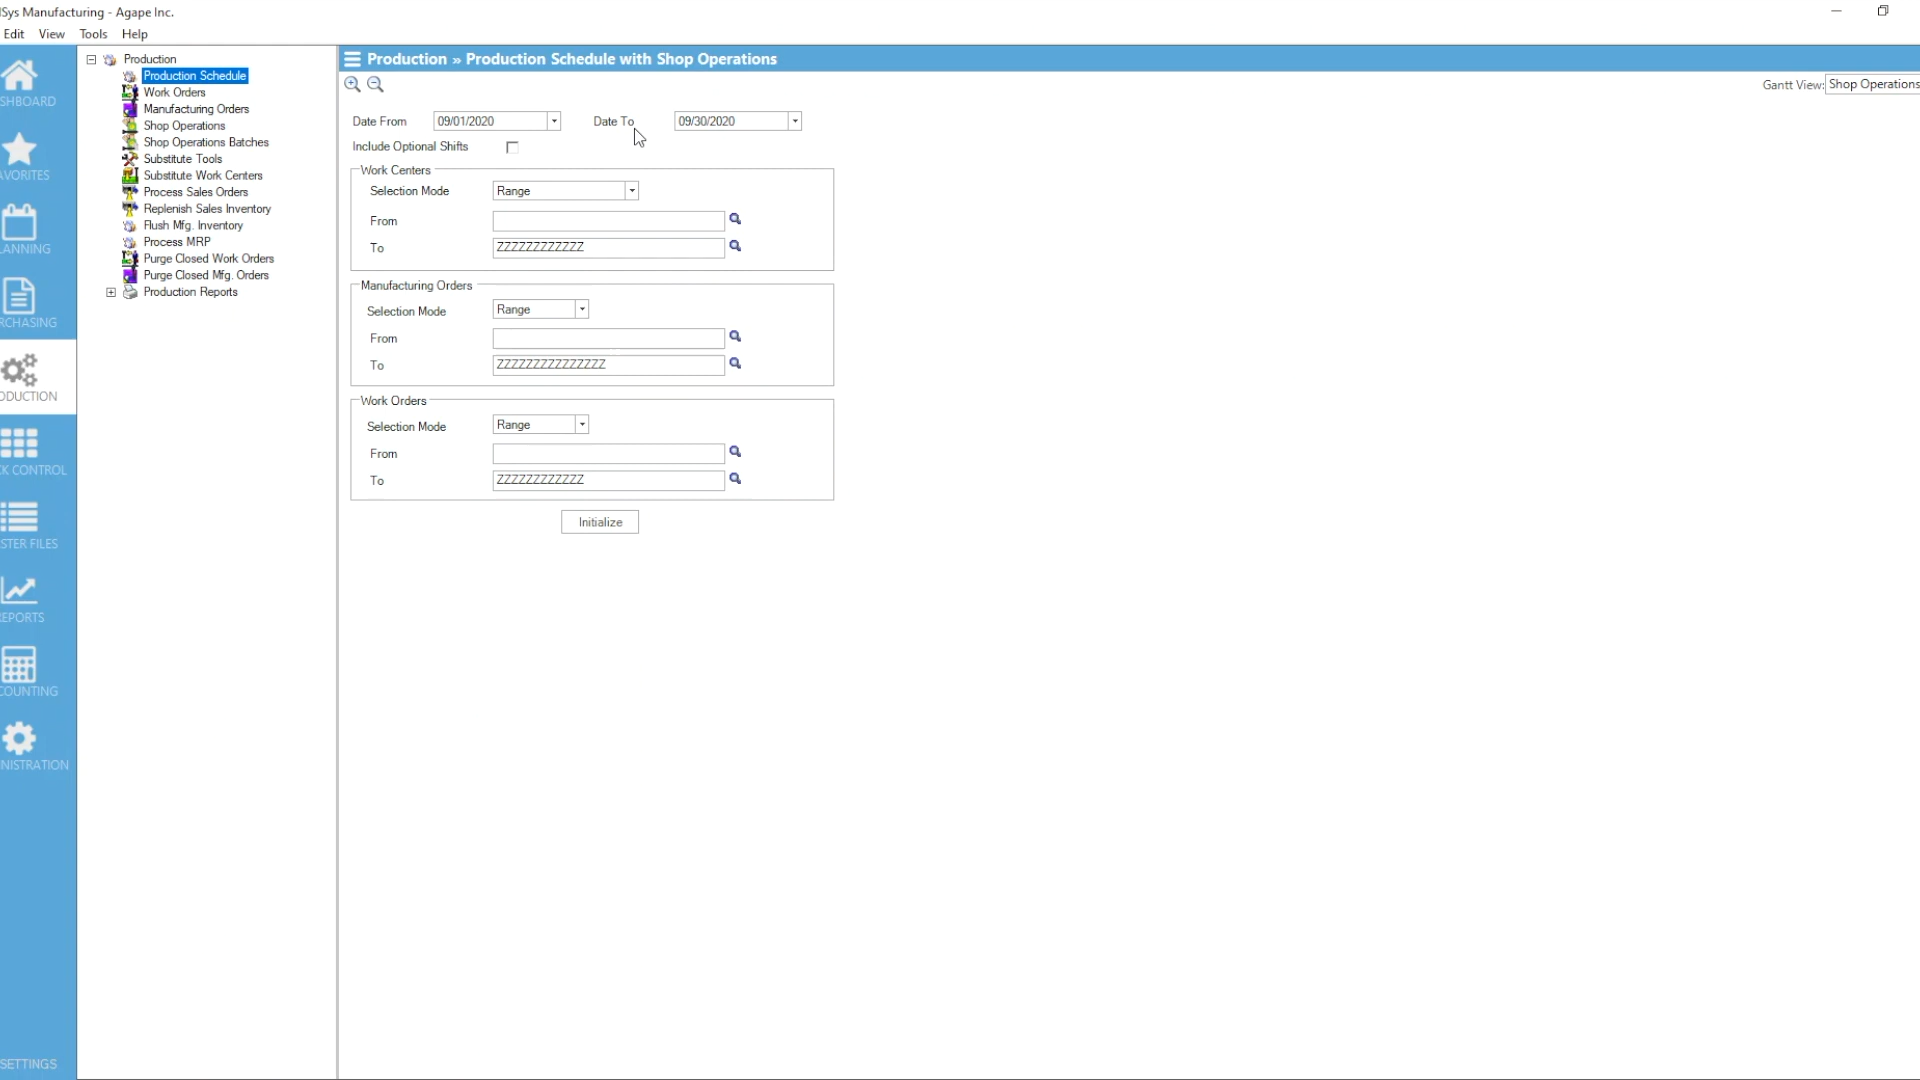 Sys Manufacturing - Agape Inc.
Edit View Tools Help
Production
Production Schedule
Work Orders
Manufacturing Orders
Shop Operations
Shop Operations Batches
Substitute Tools
Substitute Work Centers
Process Sales Orders
Replenish Sales Inventory
Flush Mfg. Inventory
Process MRP
Purge Closed Work Orders
Purge Closed Mfg. Orders
Production Reports
SHBOARD
AVORITES
LANNING
RCHASING
ODUCTION
CK CONTROL
STER FILES
EPORTS
COUNTING
NISTRATION
SETTINGS
Production » Production Schedule with Shop Operations
Gantt View: Shop Operations
Date From 09/01/2020 Date To 09/30/2020
Include Optional Shifts
Work Centers
Selection Mode Range
From
To ZZZZZZZZZZZZ
Manufacturing Orders
Selection Mode Range
From
To ZZZZZZZZZZZZZZZ
Work Orders
Selection Mode Range
From
To ZZZZZZZZZZZZ
Initialize